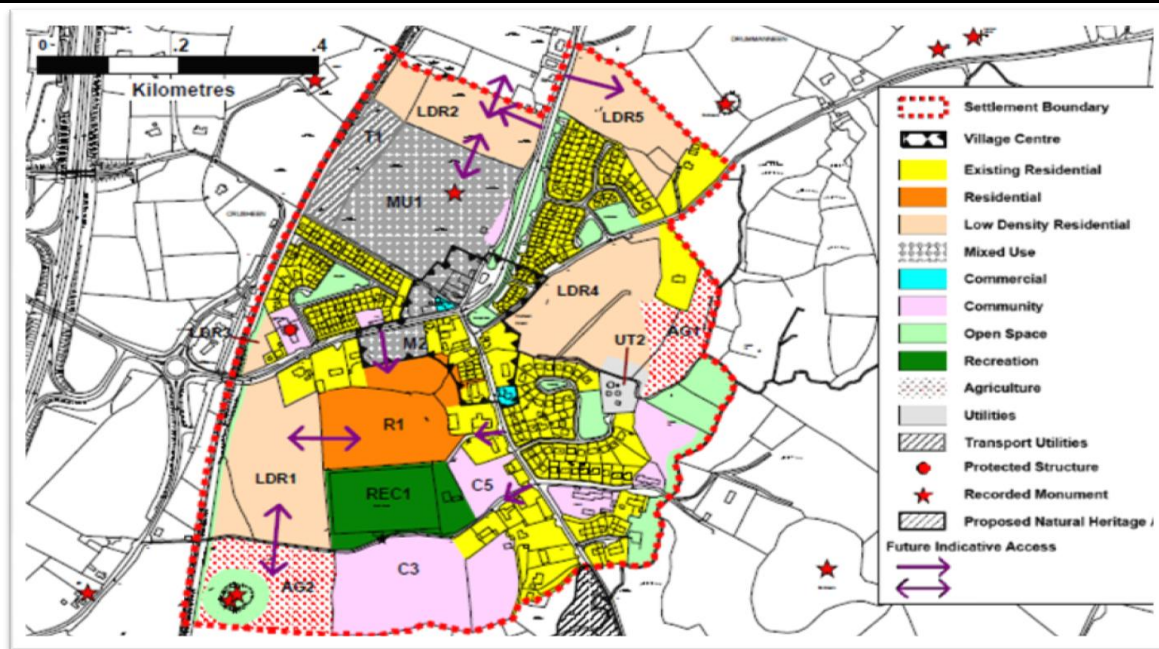 0
.2
.4
Kilometres
DRUMMANEEN
LDR2
LDR5
T1
MU1
CRUSHEEN
LDR4
LDR3
M2
UT2
AG1
R1
LDR1
REC1
C5
C3
AG2
Settlement Boundary
Village Centre
Existing Residential
Residential
Low Density Residential
Mixed Use
Commercial
Community
Open Space
Recreation
Agriculture
Utilities
Transport Utilities
Protected Structure
Recorded Monument
Proposed Natural Heritage
Future Indicative Access